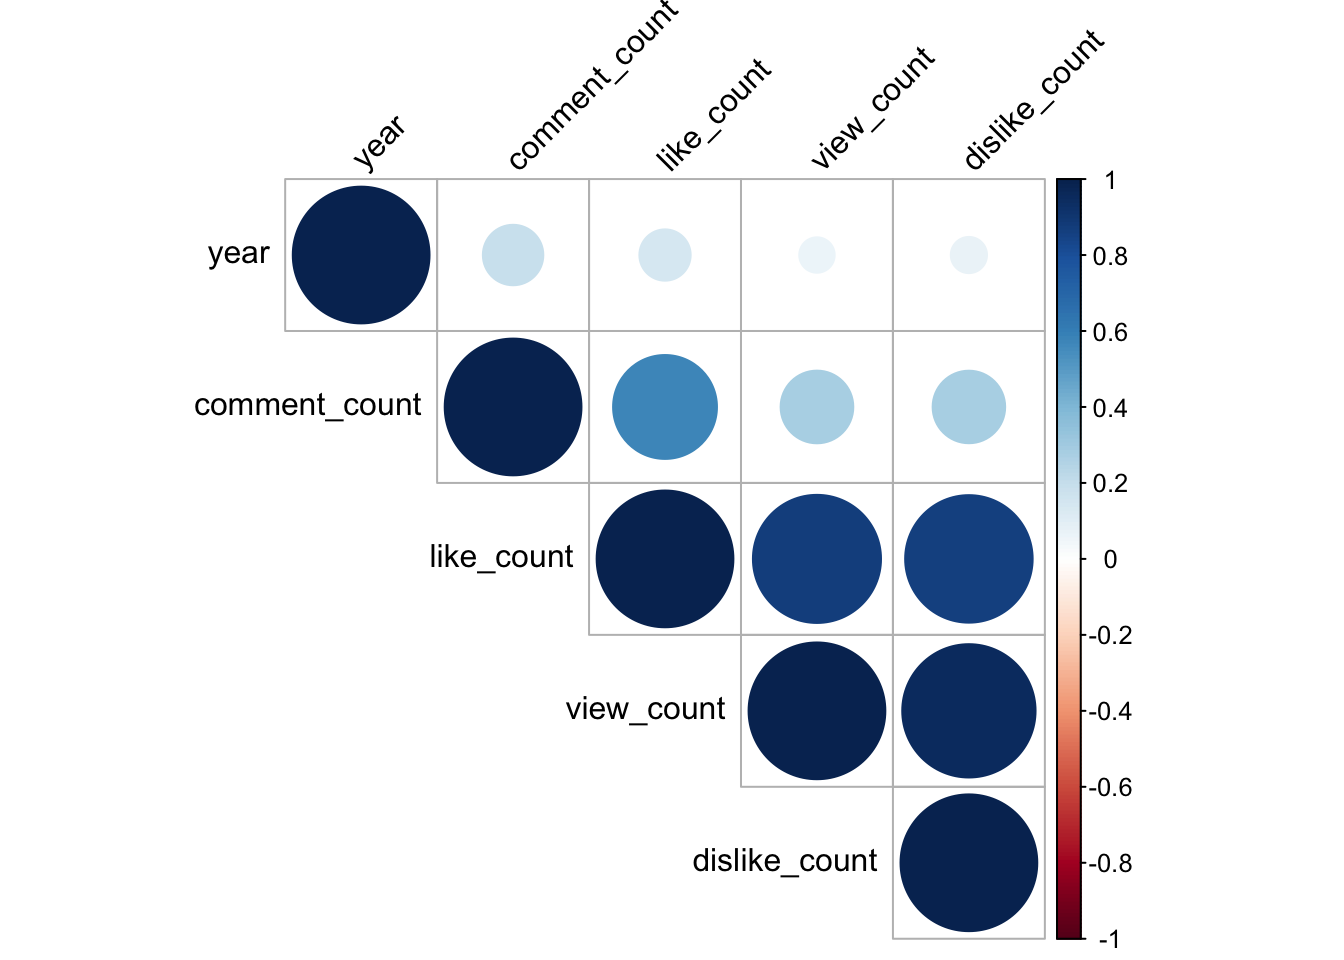 year
comment_count
like_count
view_count
dislike_count
year
comment_count
like_count
view_count
dislike_count
1
0.8
0.6
0.4
0.2
0
-0.2
-0.4
-0.6
-0.8
-1